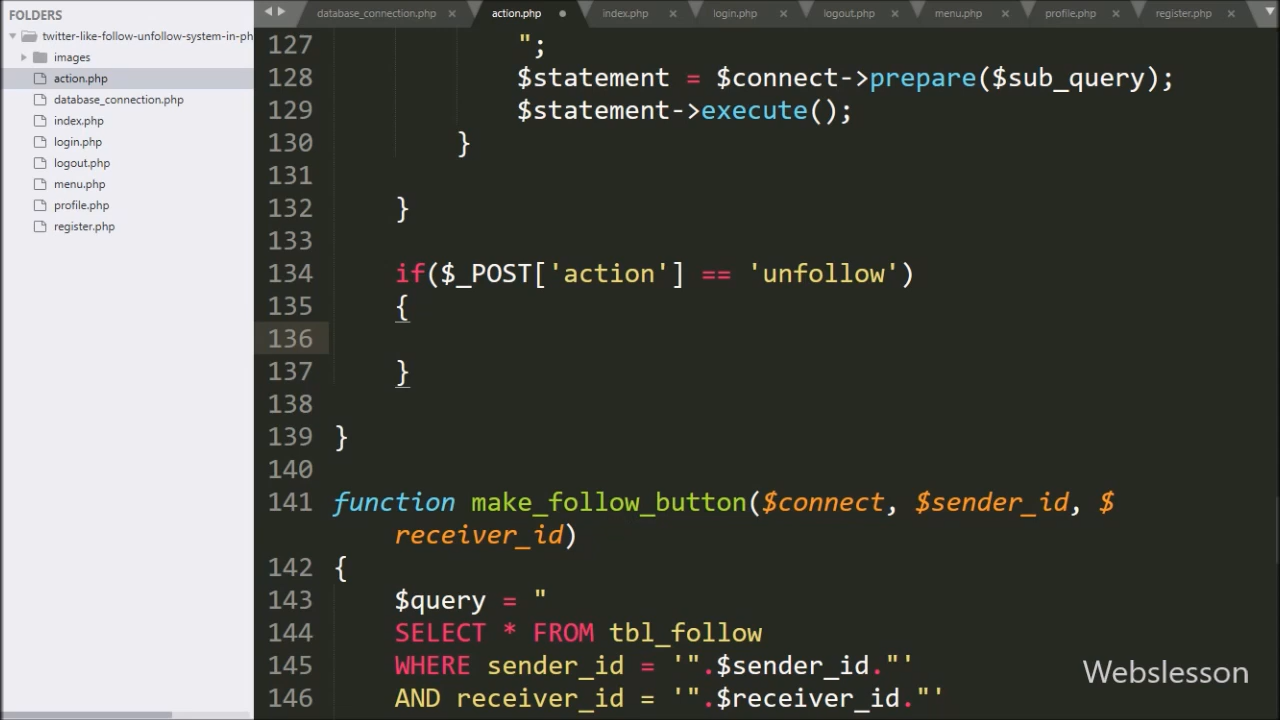 FOLDERS
twitter-like-follow-unfollow-system-in-ph
images
action.php
database_connection.php
index.php
login.php
logout.php
menu.php
profile.php
register.php
database_connection.php × action.php index.php × login.php × logout.php × menu.php × profile.php × register.php ×
127 ";
128 $statement = $connect->prepare($sub_query);
129 $statement->execute();
130 }
131
132 }
133
134 if($_POST['action'] == 'unfollow')
135 {
136
137 }
138
139 }
140
141 function make_follow_button($connect, $sender_id, $
receiver_id)
142 {
143 $query = "
144 SELECT * FROM tbl_follow
145 WHERE sender_id = '".$sender_id."'
146 AND receiver_id = '".$receiver_id."'
Webslesson